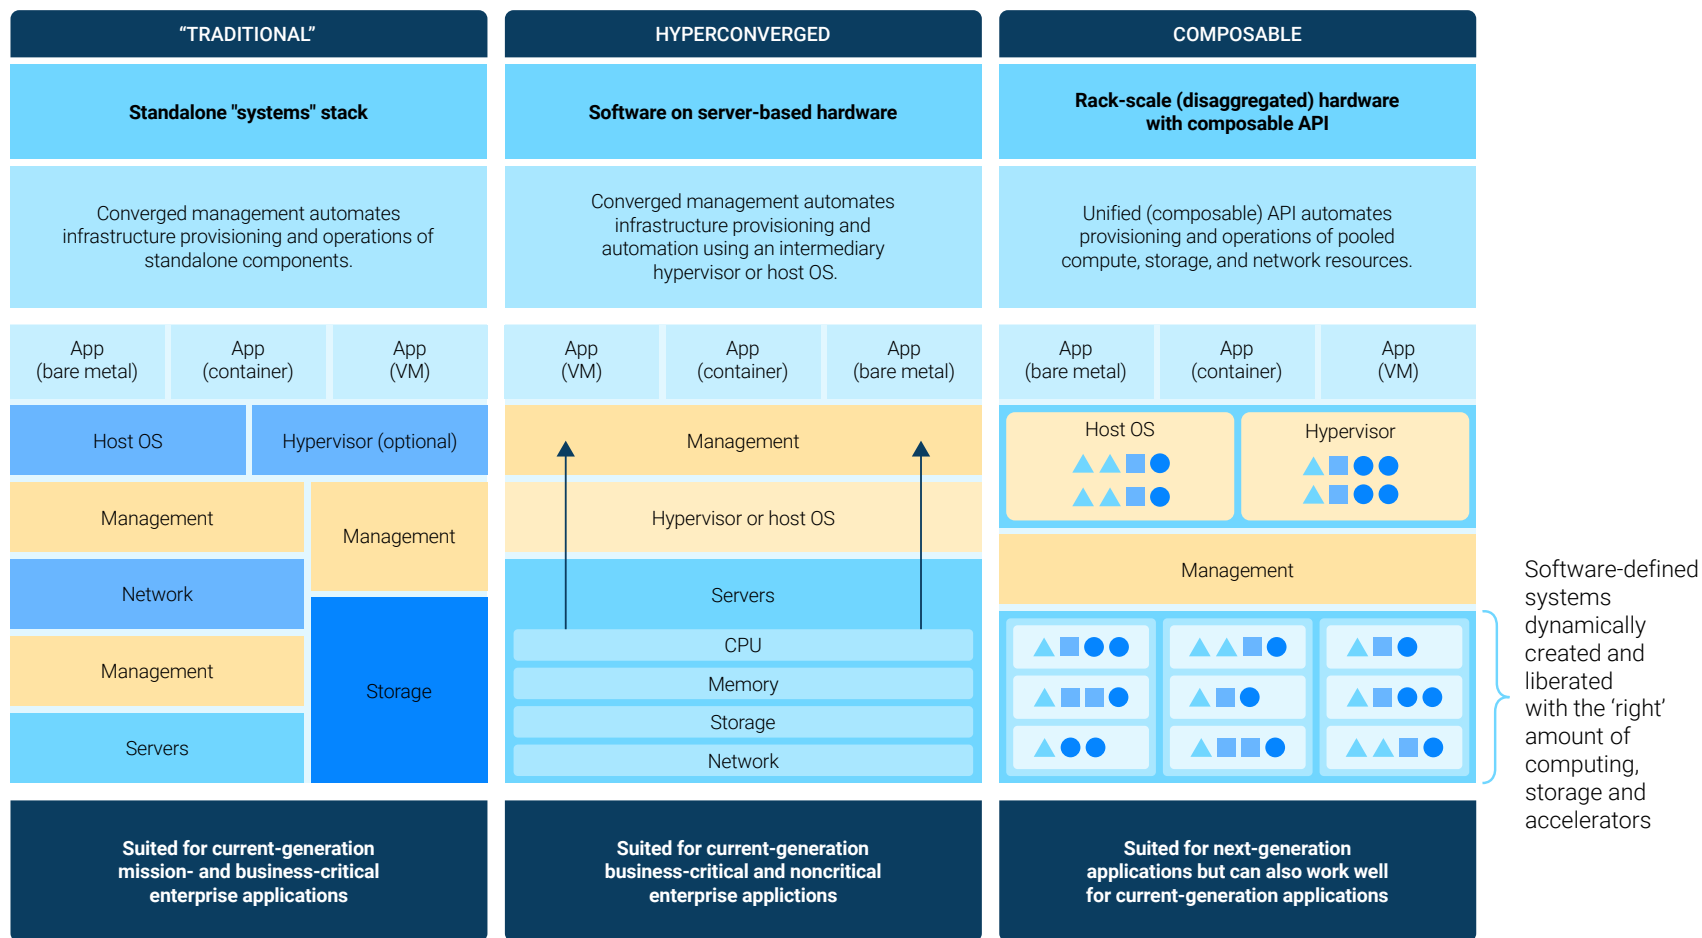 “TRADITIONAL”
Standalone "systems" stack
Converged management automates
infrastructure provisioning and operations of
standalone components.
App
(bare metal)
App
(container)
App
(VM)
Host OS
Hypervisor (optional)
Management
Management
Network
Management
Storage
Servers
Suited for current-generation
mission- and business-critical
enterprise applications
HYPERCONVERGED
Software on server-based hardware
Converged management automates
infrastructure provisioning and
automation using an intermediary
hypervisor or host OS.
App
(VM)
App
(container)
App
(bare metal)
Management
Hypervisor or host OS
Servers
CPU
Memory
Storage
Network
Suited for current-generation
business-critical and noncritical
enterprise applictions
COMPOSABLE
Rack-scale (disaggregated) hardware
with composable API
Unified (composable) API automates
provisioning and operations of pooled
compute, storage, and network resources.
App
(bare metal)
App
(container)
App
(VM)
Host OS
Hypervisor
Management
Suited for next-generation
applications but can also work well
for current-generation applications
Software-defined
systems
dynamically
created and
liberated
with the ‘right’
amount of
computing,
storage and
accelerators